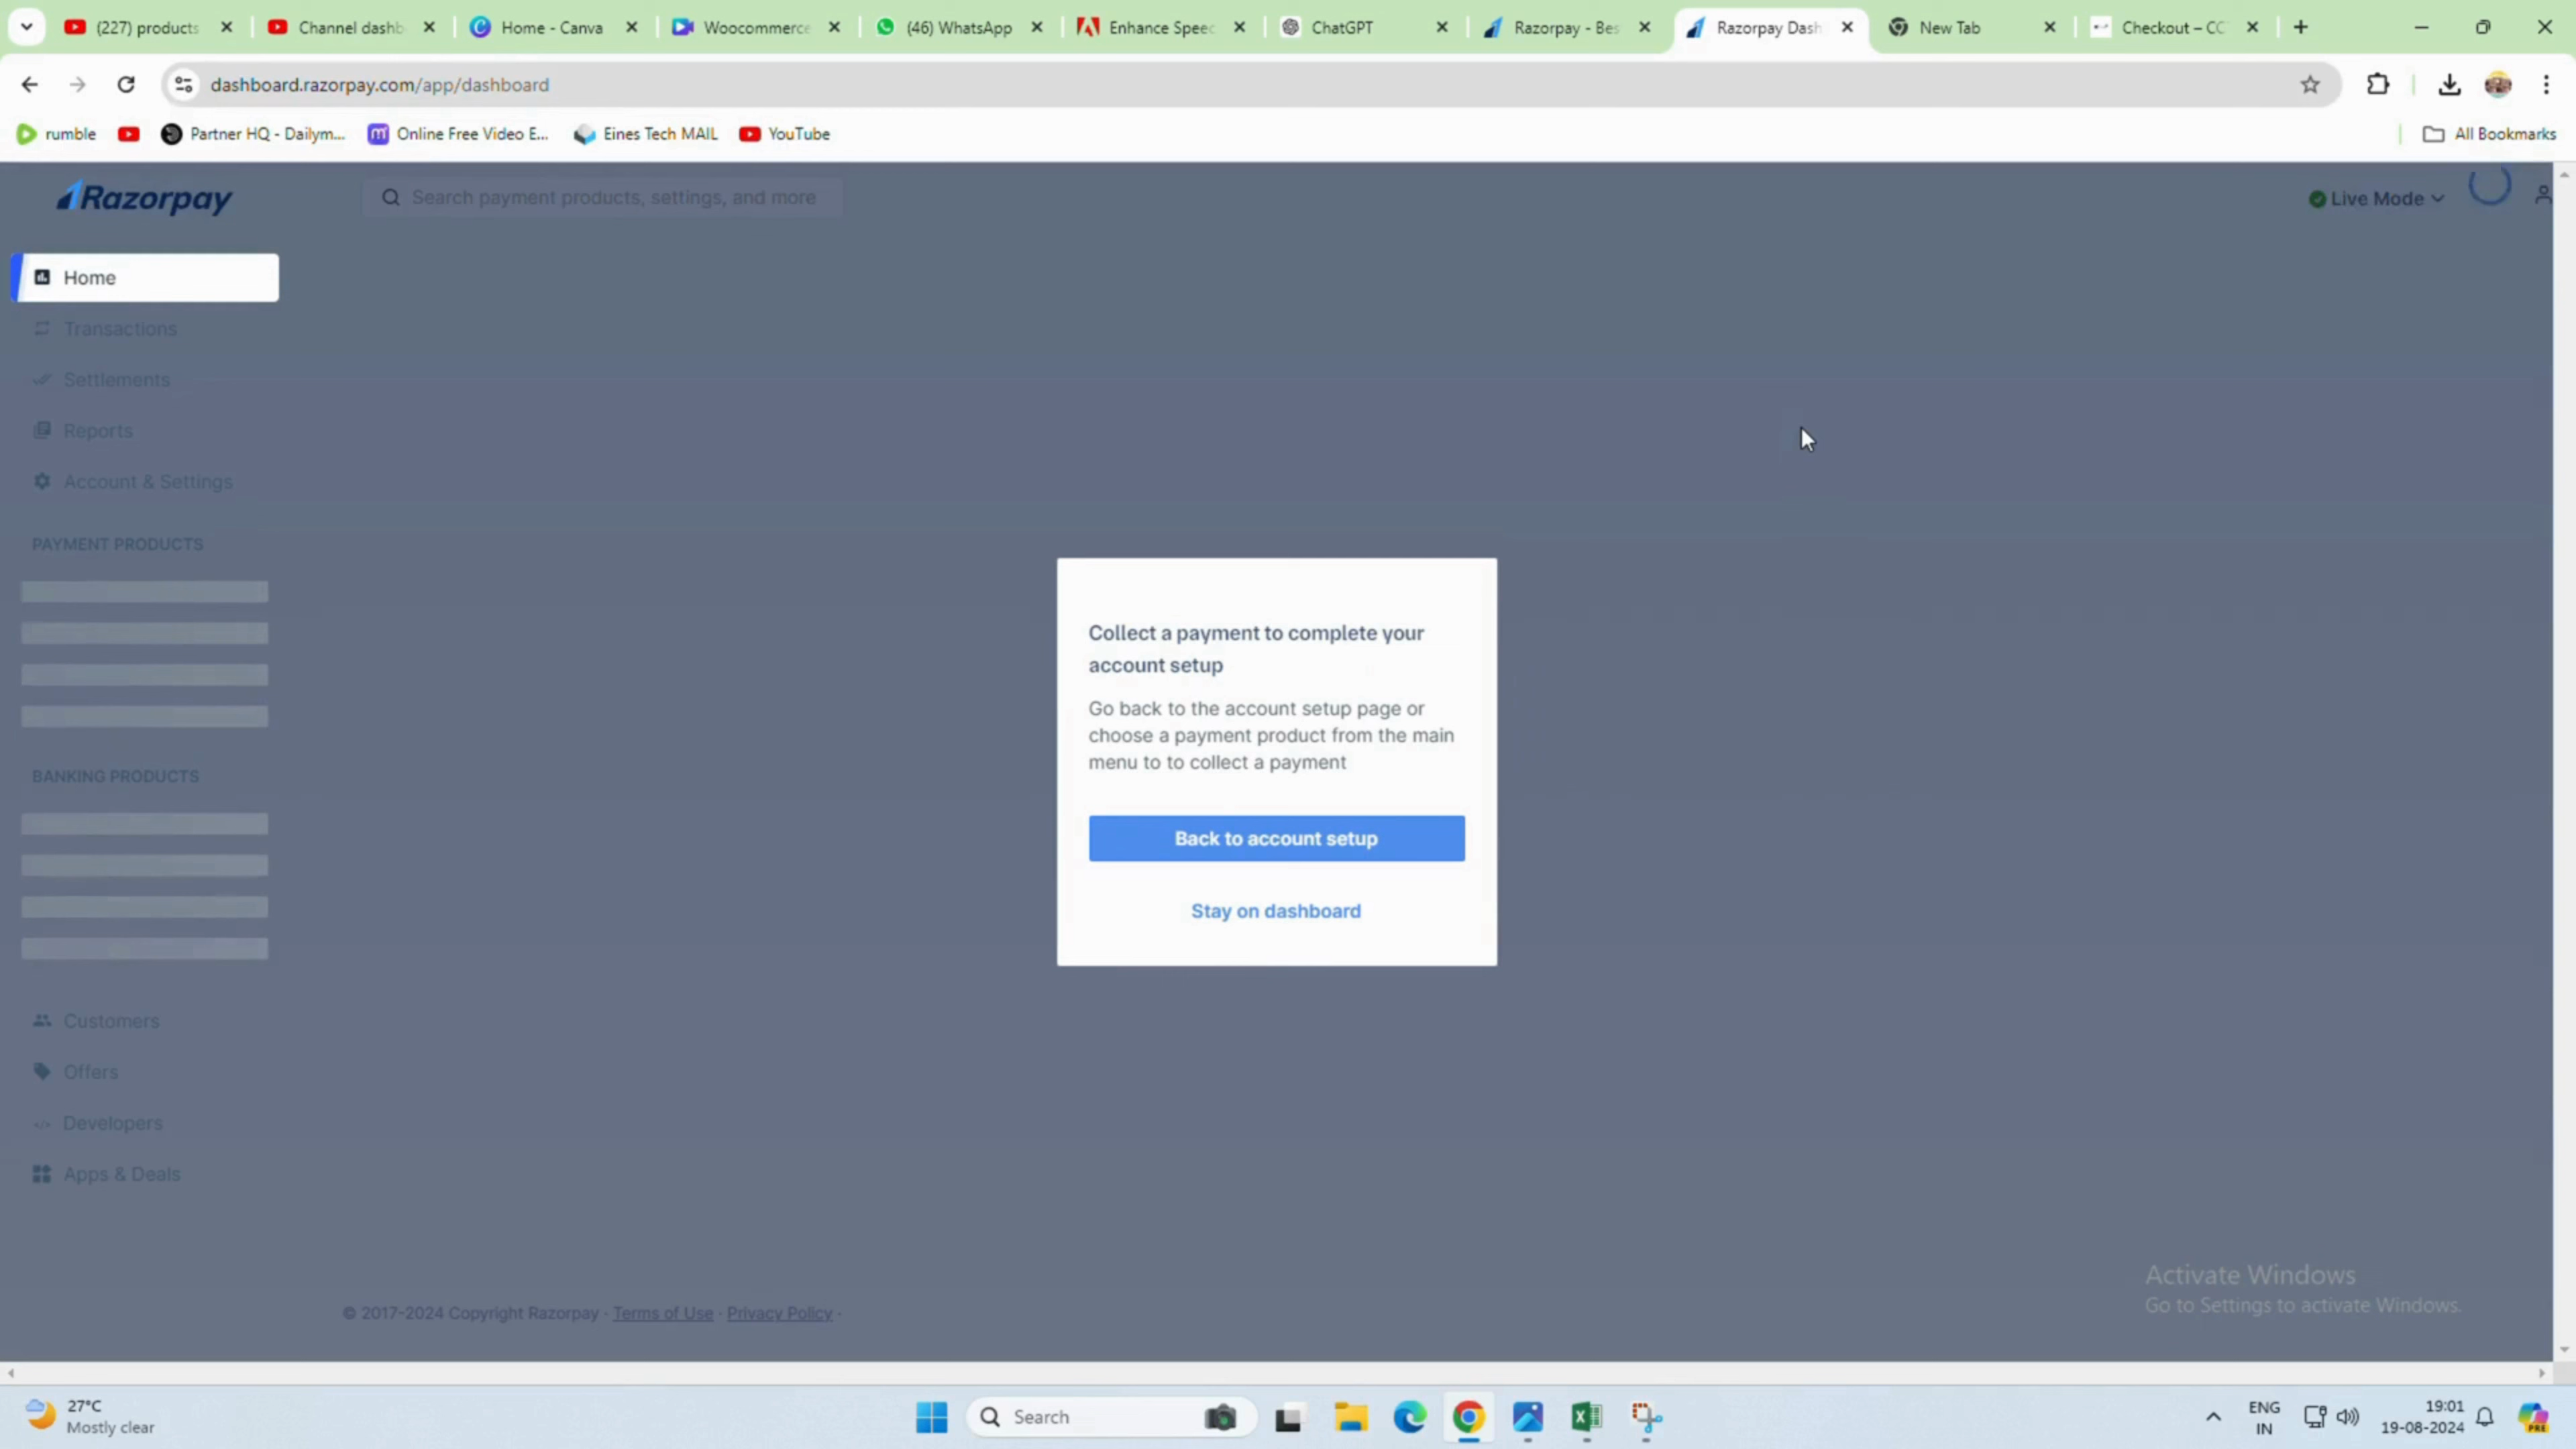 (227) products
Channel dashb
Home - Canva
Woocommerce
(46) WhatsApp
Enhance Speec
ChatGPT
Razorpay - Bes
Razorpay Dash
New Tab
Checkout – CC
dashboard.razorpay.com/app/dashboard
rumble
Partner HQ - Dailym...
Online Free Video E...
Eines Tech MAIL
YouTube
All Bookmarks
Razorpay
Search payment products, settings, and more
Live Mode
Home
Transactions
Settlements
Reports
Account & Settings
PAYMENT PRODUCTS
BANKING PRODUCTS
Customers
Offers
Developers
Apps & Deals
Collect a payment to complete your
account setup
Go back to the account setup page or
choose a payment product from the main
menu to to collect a payment
Back to account setup
Stay on dashboard
Activate Windows
Go to Settings to activate Windows.
© 2017-2024 Copyright Razorpay · Terms of Use · Privacy Policy ·
27°C
Mostly clear
Search
ENG
IN
19:01
19-08-2024
PRE